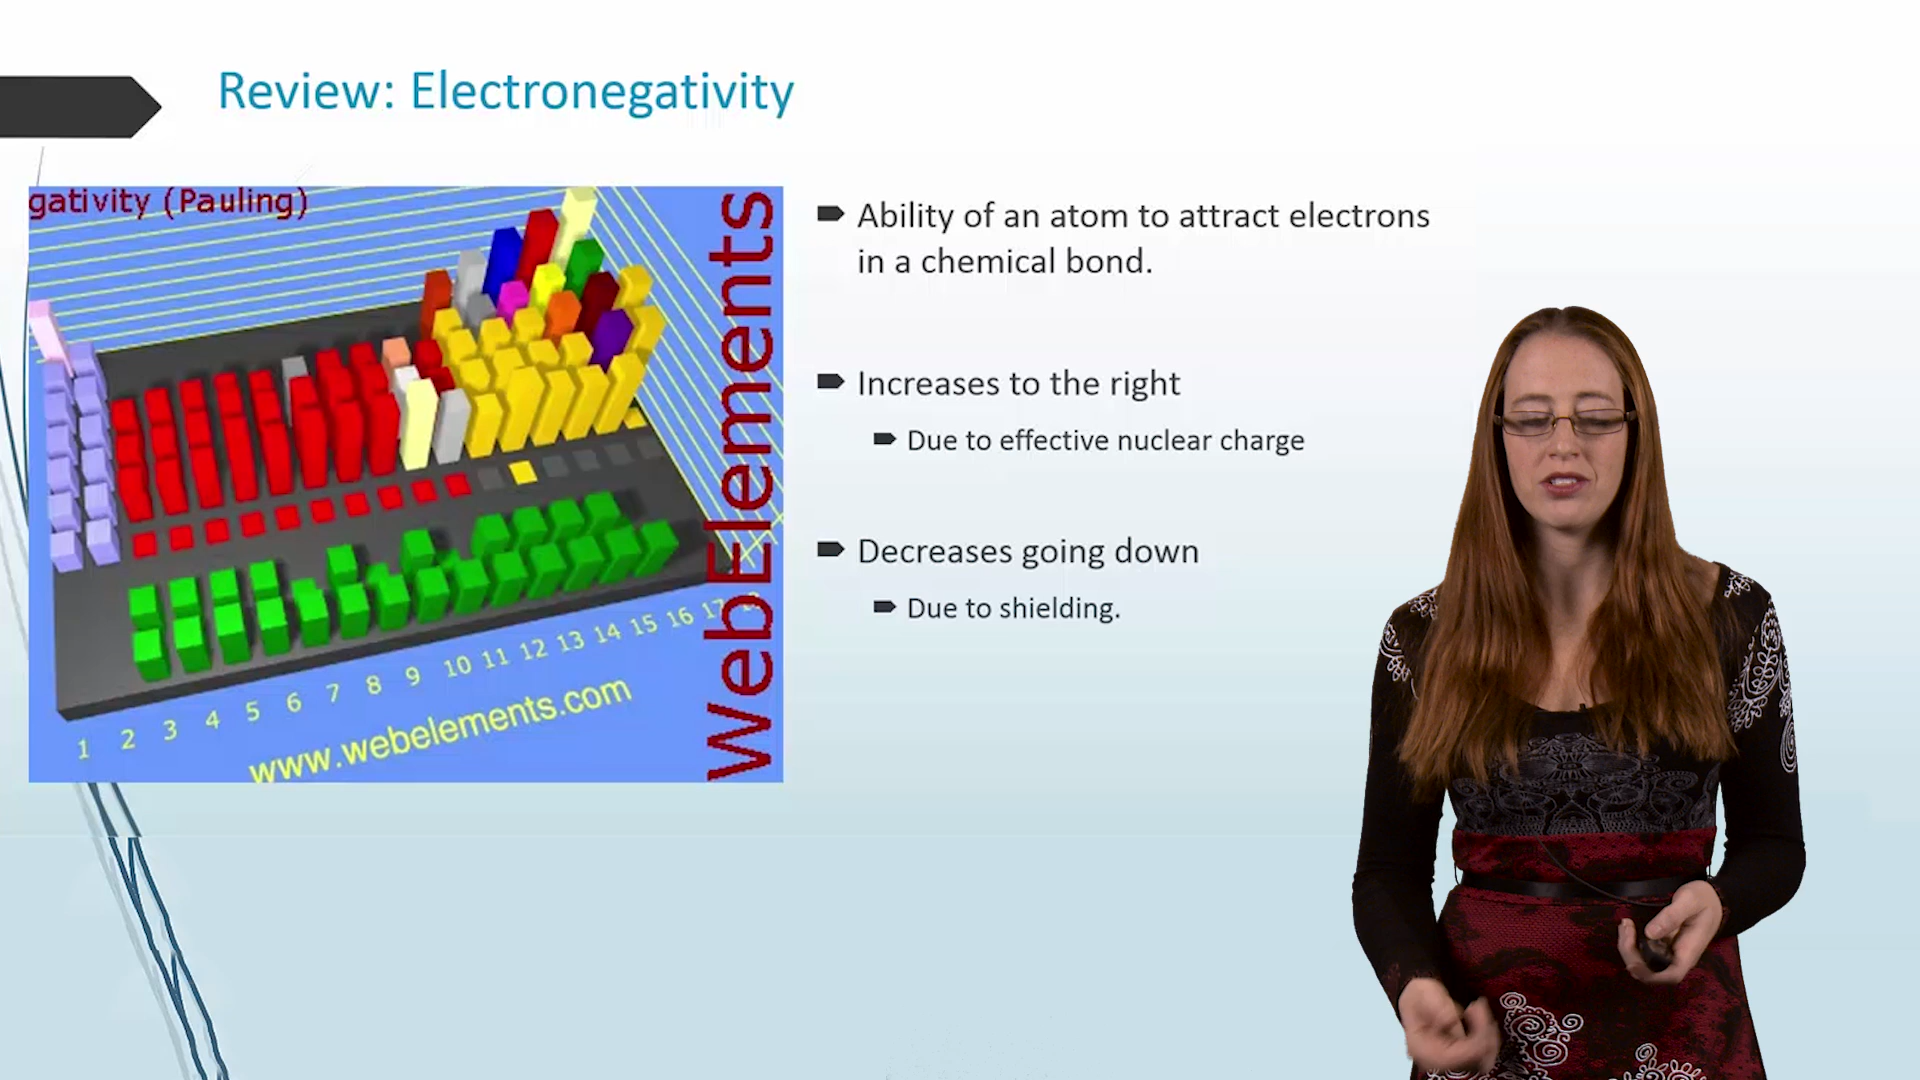 Review: Electronegativity
gativity (Pauling)
WebElements
1 2 3 4 5 6 7 8 9 10 11 12 13 14 15 16 17
www.webelements.com
Ability of an atom to attract electrons
in a chemical bond.
Increases to the right
Due to effective nuclear charge
Decreases going down
Due to shielding.